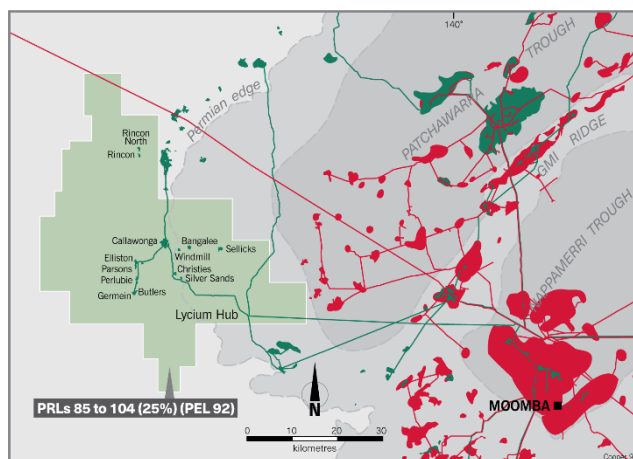 140°
TROUGH
PATCHAWARRA
GMI RIDGE
NAPPAMERRI TROUGH
Permian edge
Rincon
North
Rincon
Callawonga
Bangalee
Sellicks
Elliston
Windmill
Parsons
Christies
Perlubie
Silver Sands
Germein
Butlers
Lycium Hub
PRLs 85 to 104 (25%) (PEL 92)
N
MOOMBA
0 10 20 30
kilometres